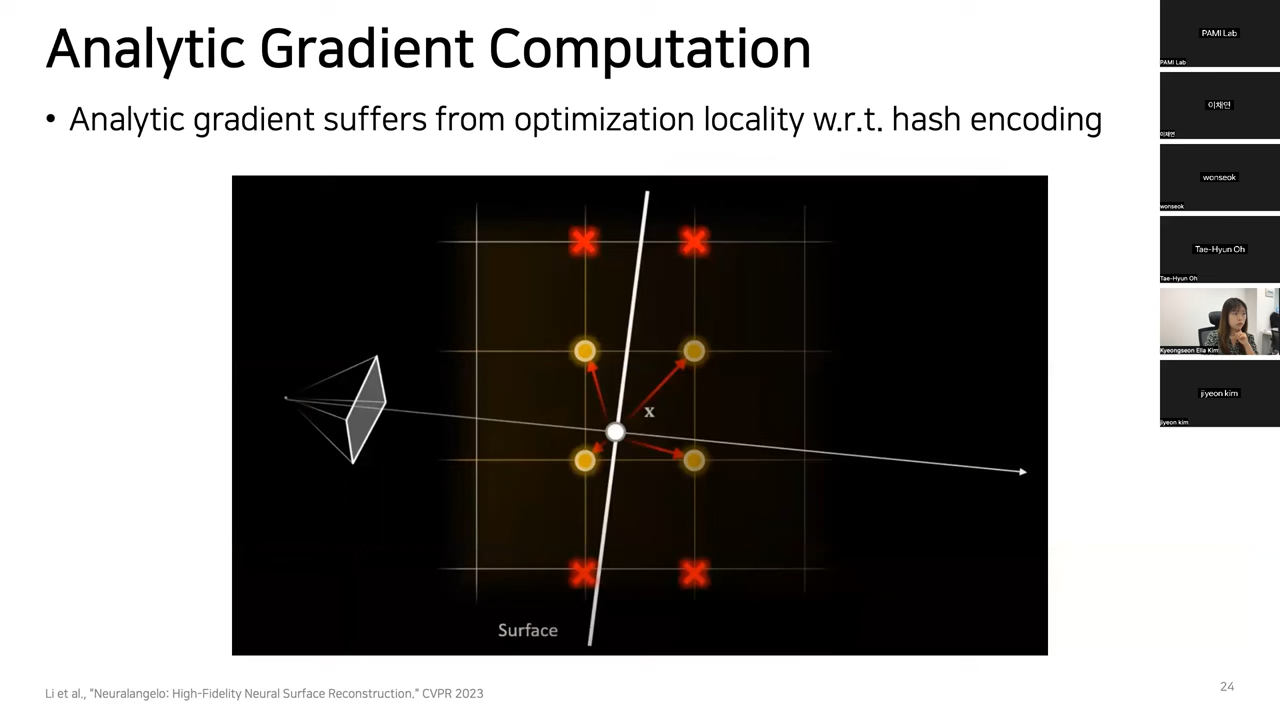 Analytic Gradient Computation
• Analytic gradient suffers from optimization locality w.r.t. hash encoding
x
Surface
Li et al., "Neuralangelo: High-Fidelity Neural Surface Reconstruction." CVPR 2023
24
PAMI Lab
PAMI Lab
이채연
이채연
wonseok
wonseok
Tae-Hyun Oh
Tae-Hyun Oh
Kyeongseon Ella Kim
jiyeon kim
jiyeon kim